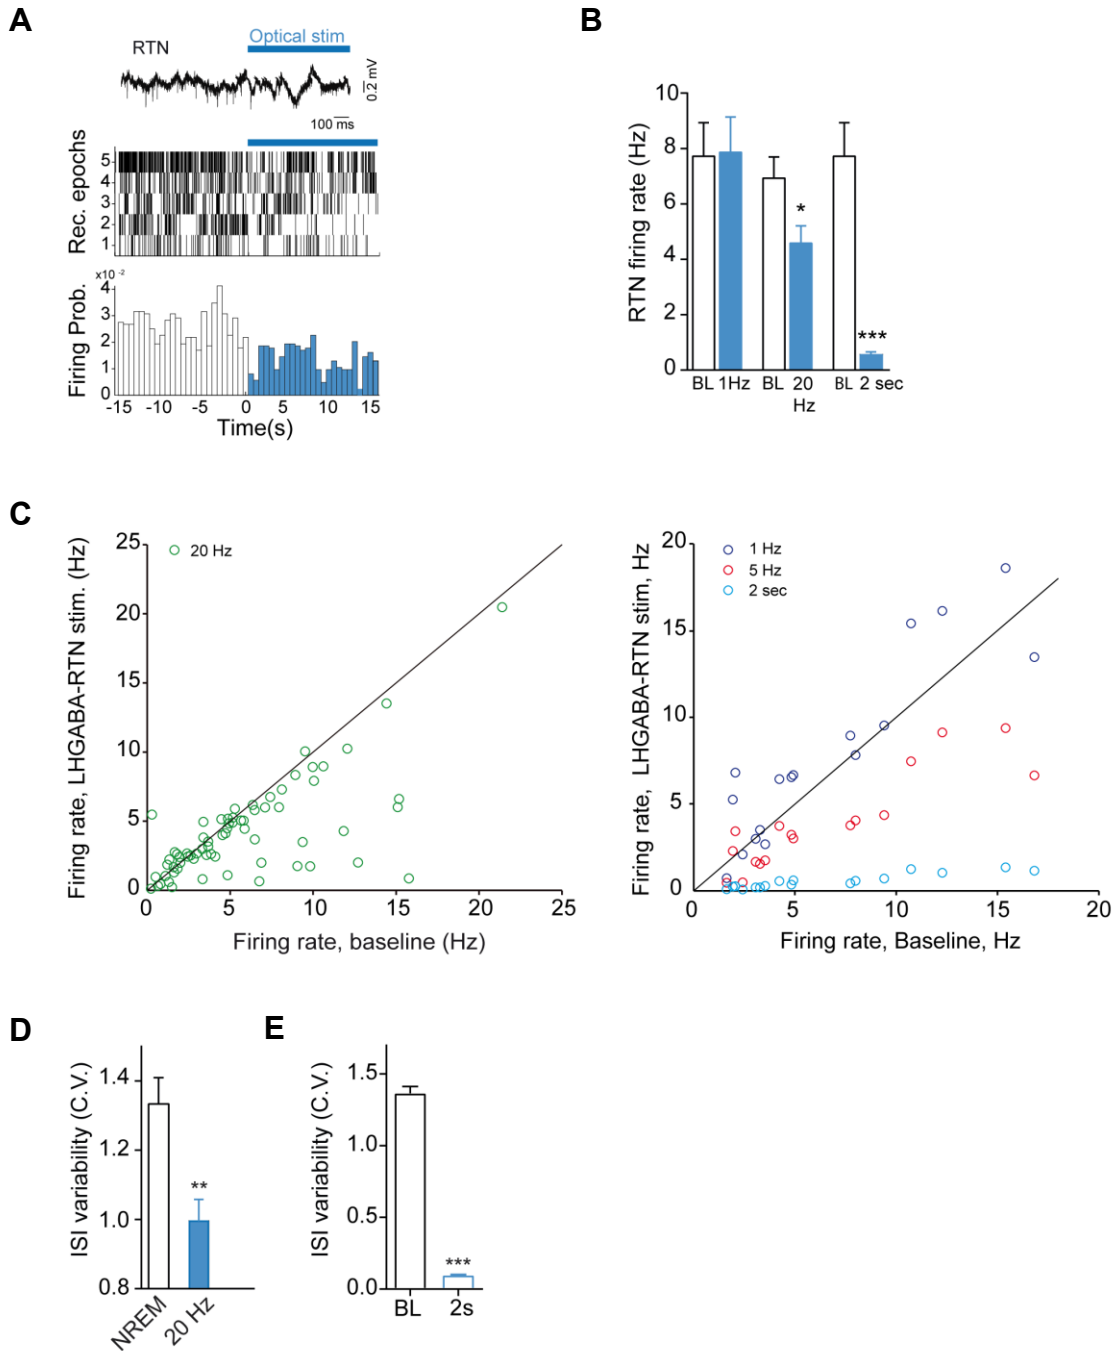 A
RTN
Optical stim
0.2 mV
100 ms
Rec. epochs
5
4
3
2
1
x10 -2
Firing Prob.
4
3
2
1
0
-15 -10 -5 0 5 10 15
Time(s)
B
RTN firing rate (Hz)
10
8
6
4
2
0
*
***
BL 1Hz BL 20 Hz BL 2 sec
C
Firing rate, LHGABA-RTN stim. (Hz)
25
20
15
10
5
0
20 Hz
0 5 10 15 20 25
Firing rate, baseline (Hz)
Firing rate, LHGABA-RTN stim, Hz
20
15
10
5
0
1 Hz
5 Hz
2 sec
0 5 10 15 20
Firing rate, Baseline, Hz
D
ISI variability (C.V.)
1.4
1.2
1.0
0.8
**
NREM 20 Hz
E
ISI variability (C.V.)
1.5
1.0
0.5
0.0
***
BL 2s